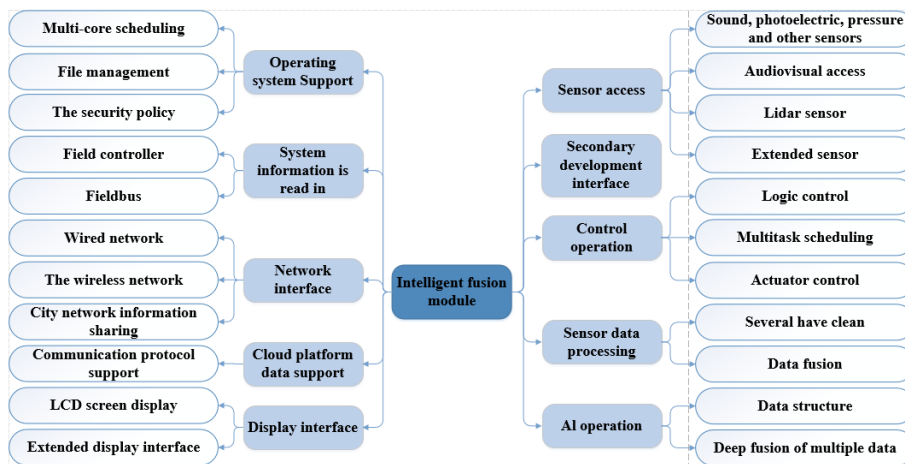 Multi-core scheduling
File management
The security policy
Field controller
Fieldbus
Wired network
The wireless network
City network information
sharing
Communication protocol
support
LCD screen display
Extended display interface
Operating
system Support
System
information is
read in
Network
interface
Cloud platform
data support
Display interface
Intelligent fusion
module
Sensor access
Secondary
development
interface
Control
operation
Sensor data
processing
Al operation
Sound, photoelectric, pressure
and other sensors
Audiovisual access
Lidar sensor
Extended sensor
Logic control
Multitask scheduling
Actuator control
Several have clean
Data fusion
Data structure
Deep fusion of multiple data